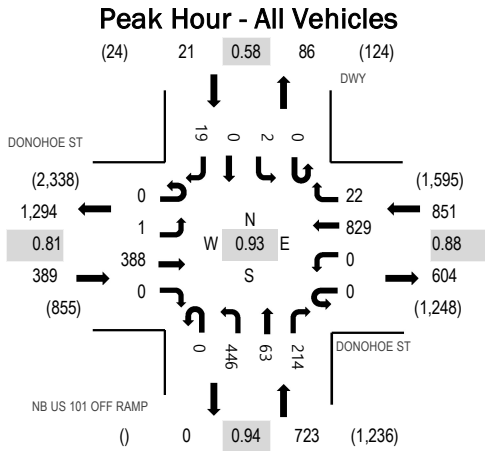 Peak Hour - All Vehicles
(24) 21 0.58 86 (124)
DWY
19 0 2 0
DONOHOE ST
(2,338) (1,595)
0 22
1,294 851
1 829
N
0.81 W 0.93 E 0.88
388 0
S
389 604
0 0
(855) (1,248)
0 446 63 214
DONOHOE ST
NB US 101 OFF RAMP
() 0 0.94 723 (1,236)